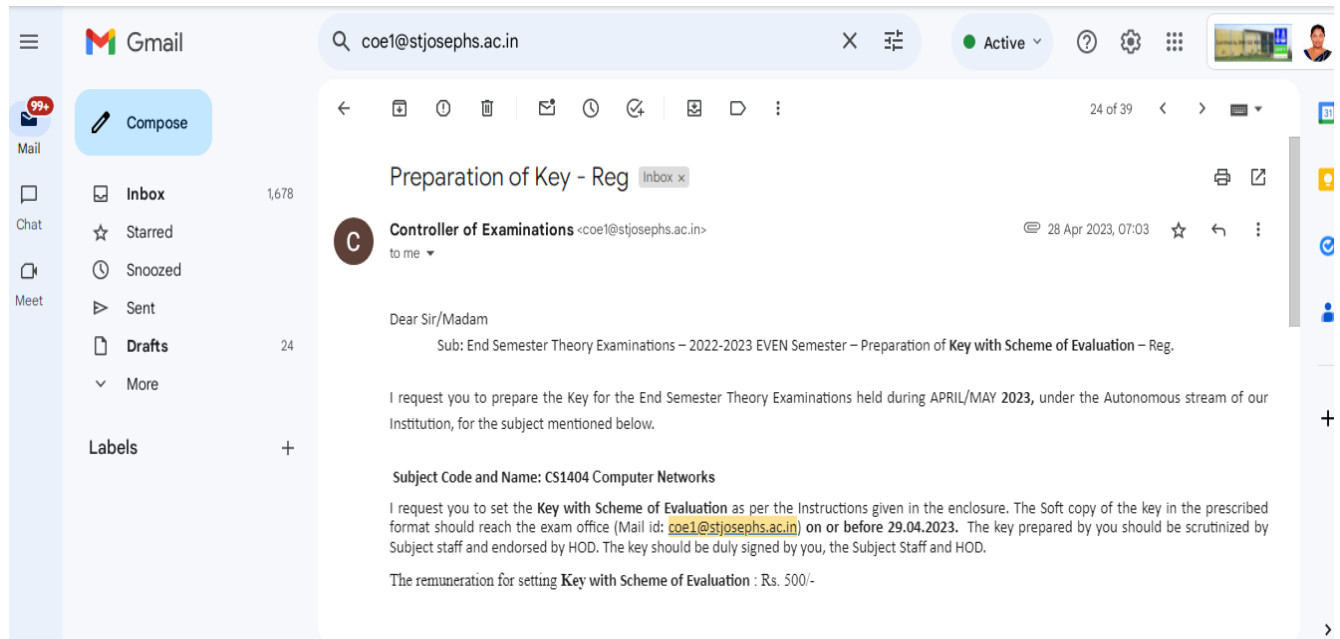 Gmail
coe1@stjosephs.ac.in
Active
99+
Mail
Compose
24 of 39
Chat
Inbox 1,678
Starred
Snoozed
Meet
Sent
Drafts 24
More
Labels
Preparation of Key - Reg Inbox x
C
Controller of Examinations <coe1@stjosephs.ac.in> 28 Apr 2023, 07:03
to me
Dear Sir/Madam
Sub: End Semester Theory Examinations – 2022-2023 EVEN Semester – Preparation of Key with Scheme of Evaluation – Reg.
I request you to prepare the Key for the End Semester Theory Examinations held during APRIL/MAY 2023, under the Autonomous stream of our
Institution, for the subject mentioned below.
Subject Code and Name: CS1404 Computer Networks
I request you to set the Key with Scheme of Evaluation as per the Instructions given in the enclosure. The Soft copy of the key in the prescribed
format should reach the exam office (Mail id: coe1@stjosephs.ac.in) on or before 29.04.2023. The key prepared by you should be scrutinized by
Subject staff and endorsed by HOD. The key should be duly signed by you, the Subject Staff and HOD.
The remuneration for setting Key with Scheme of Evaluation : Rs. 500/-
31